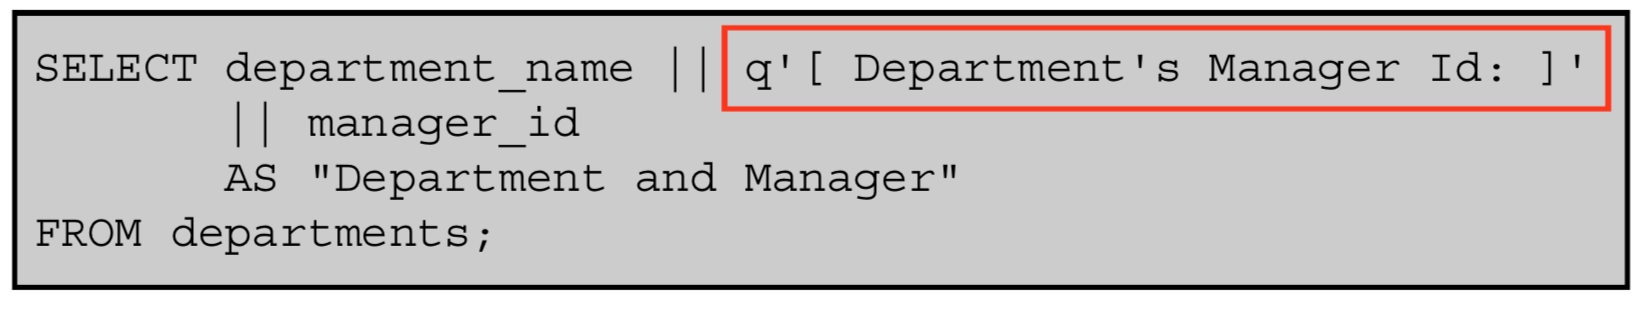 SELECT department_name || q'[ Department's Manager Id: ]'
|| manager_id
AS "Department and Manager"
FROM departments;